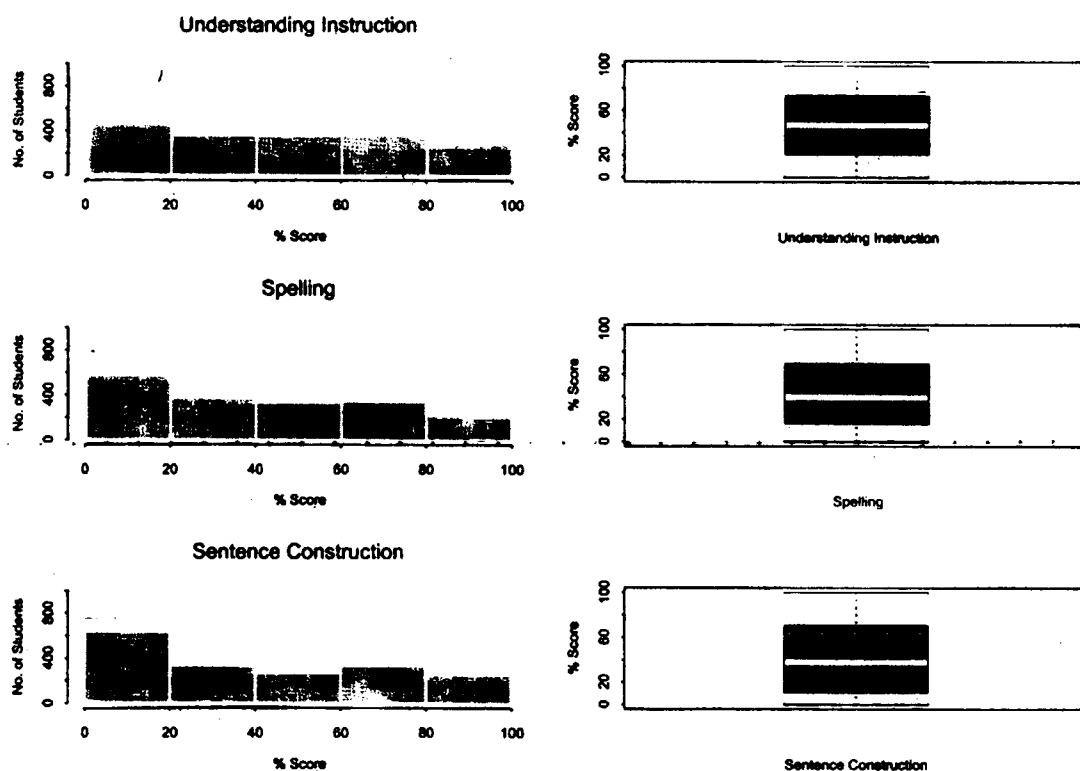 Understanding Instruction
No. of Students
0 400 800
0 20 40 60 80 100
% Score
% Score
0 20 60 100
Understanding Instruction
Spelling
No. of Students
0 400 800
0 20 40 60 80 100
% Score
% Score
0 20 60 100
Spelling
Sentence Construction
No. of Students
0 400 800
0 20 40 60 80 100
% Score
% Score
0 20 60 100
Sentence Construction